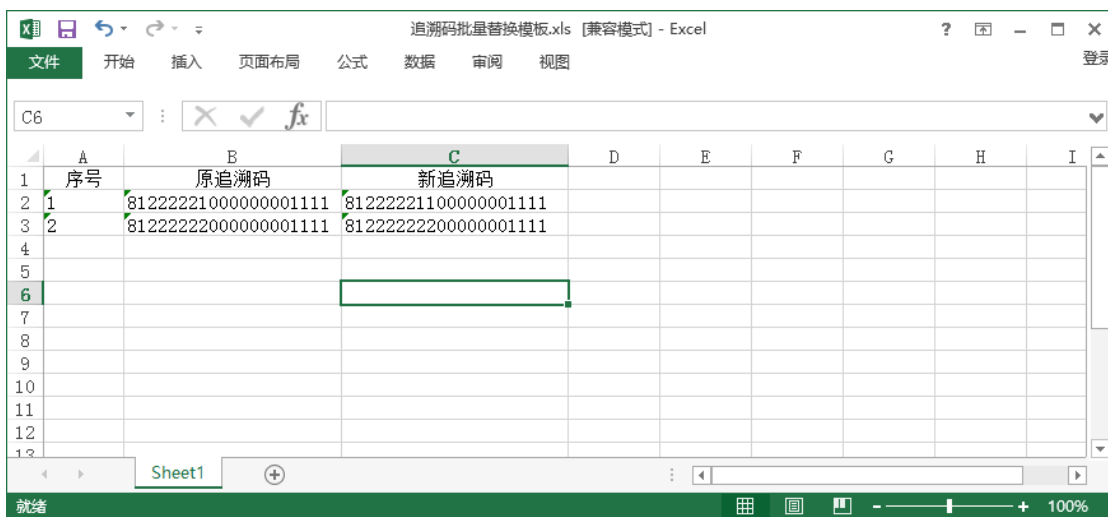 追溯码批量替换模板.xls [兼容模式] - Excel
文件 开始 插入 页面布局 公式 数据 审阅 视图 登录
C6 fx
A B C D E F G H I
1 序号 原追溯码 新追溯码
2 1 81222221000000001111 81222221100000001111
3 2 81222222000000001111 81222222200000001111
4
5
6
7
8
9
10
11
12
13
Sheet1
就绪 100%